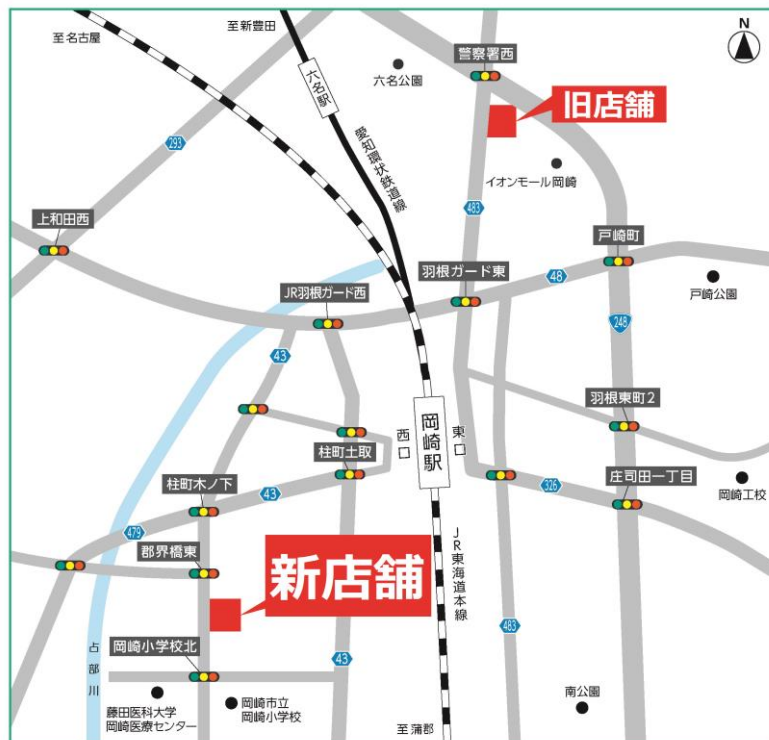 至名古屋
至新豊田
N
六名公園
警察署西
六名駅
旧店舗
愛知環状鉄道線
293
イオンモール岡崎
483
上和田西
戸崎町
羽根ガード東
48
JR羽根ガード西
戸崎公園
248
43
岡崎駅
西口
東口
羽根東町2
柱町土取
岡崎工校
庄司田一丁目
326
柱町木ノ下
43
479
郡界橋東
新店舗
JR東海道本線
483
占部川
岡崎小学校北
43
藤田医科大学
岡崎医療センター
岡崎市立
岡崎小学校
南公園
至蒲郡